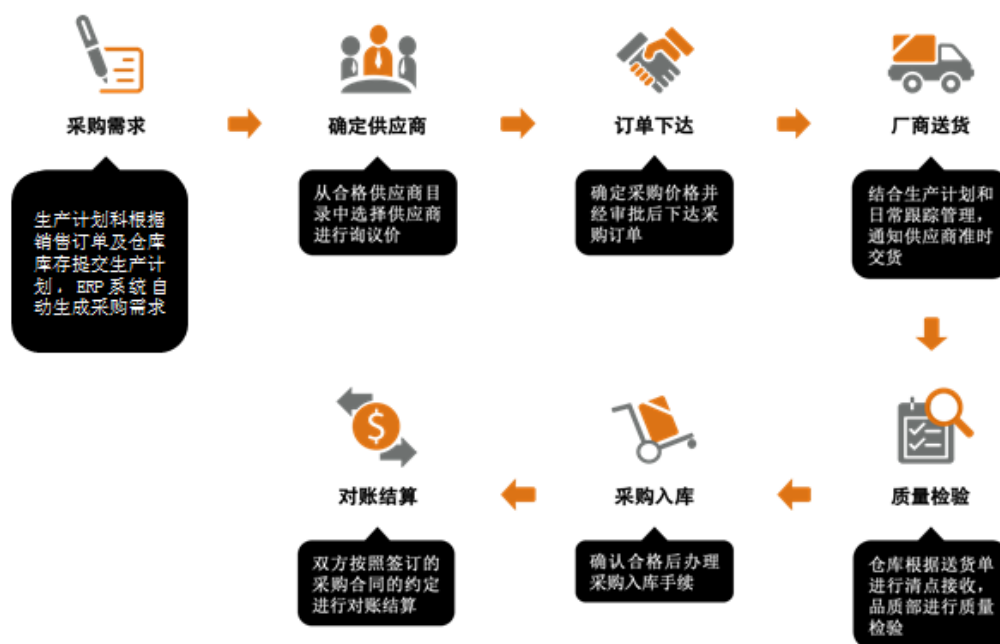 采购需求
生产计划科根据
销售订单及仓库
库存提交生产计
划，ERP系统自
动生成采购需求
确定供应商
从合格供应商目
录中选择供应商
进行询议价
订单下达
确定采购价格并
经审批后下达采
购订单
厂商送货
结合生产计划和
日常跟踪管理，
通知供应商准时
交货
质量检验
仓库根据送货单
进行清点接收，
品质部进行质量
检验
采购入库
确认合格后办理
采购入库手续
$
对账结算
双方按照签订的
采购合同的约定
进行对账结算